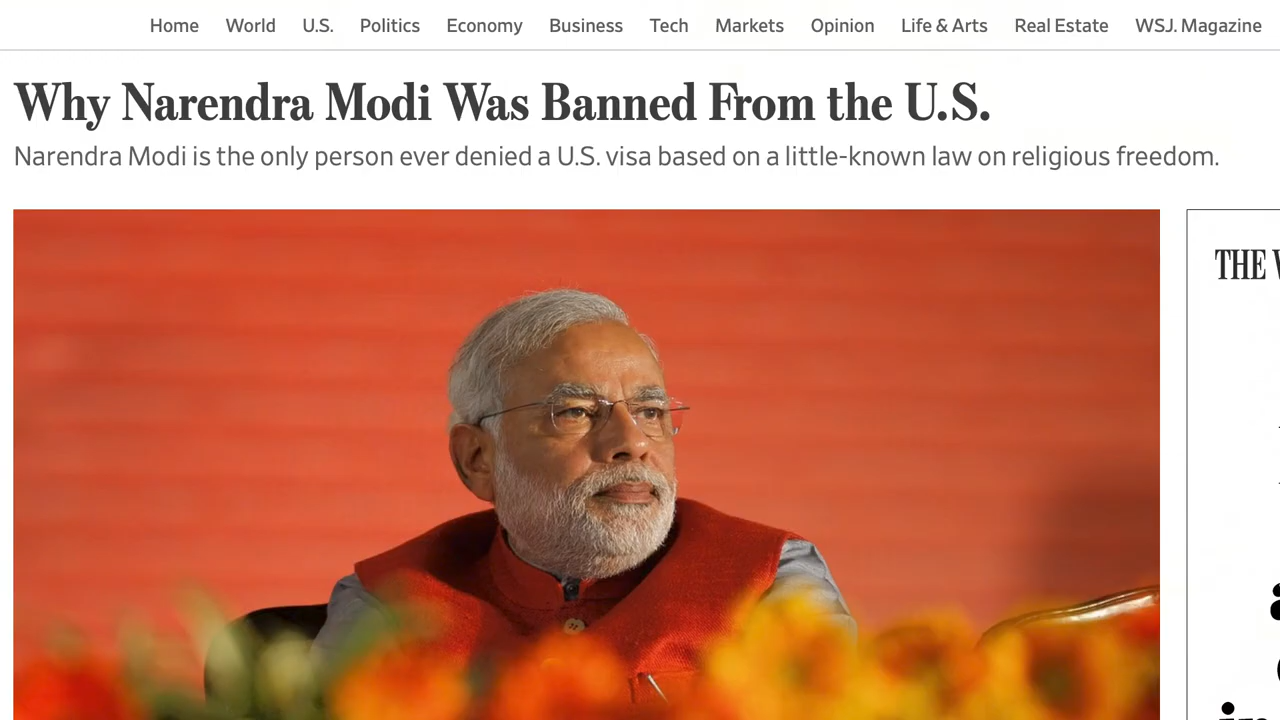 Home World U.S. Politics Economy Business Tech Markets Opinion Life & Arts Real Estate WSJ. Magazine
Why Narendra Modi Was Banned From the U.S.
Narendra Modi is the only person ever denied a U.S. visa based on a little-known law on religious freedom.
THE